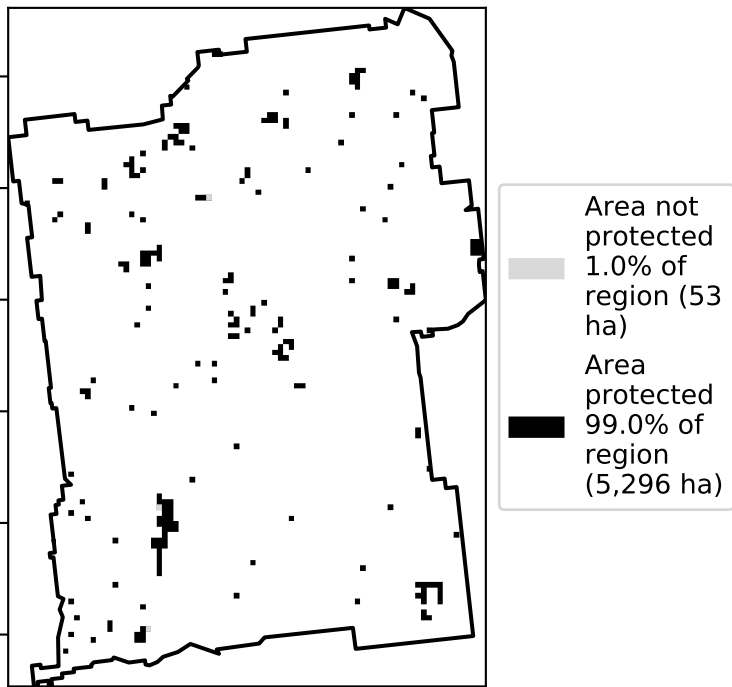 Area not
protected
1.0% of
region (53
ha)
Area
protected
99.0% of
region
(5,296 ha)